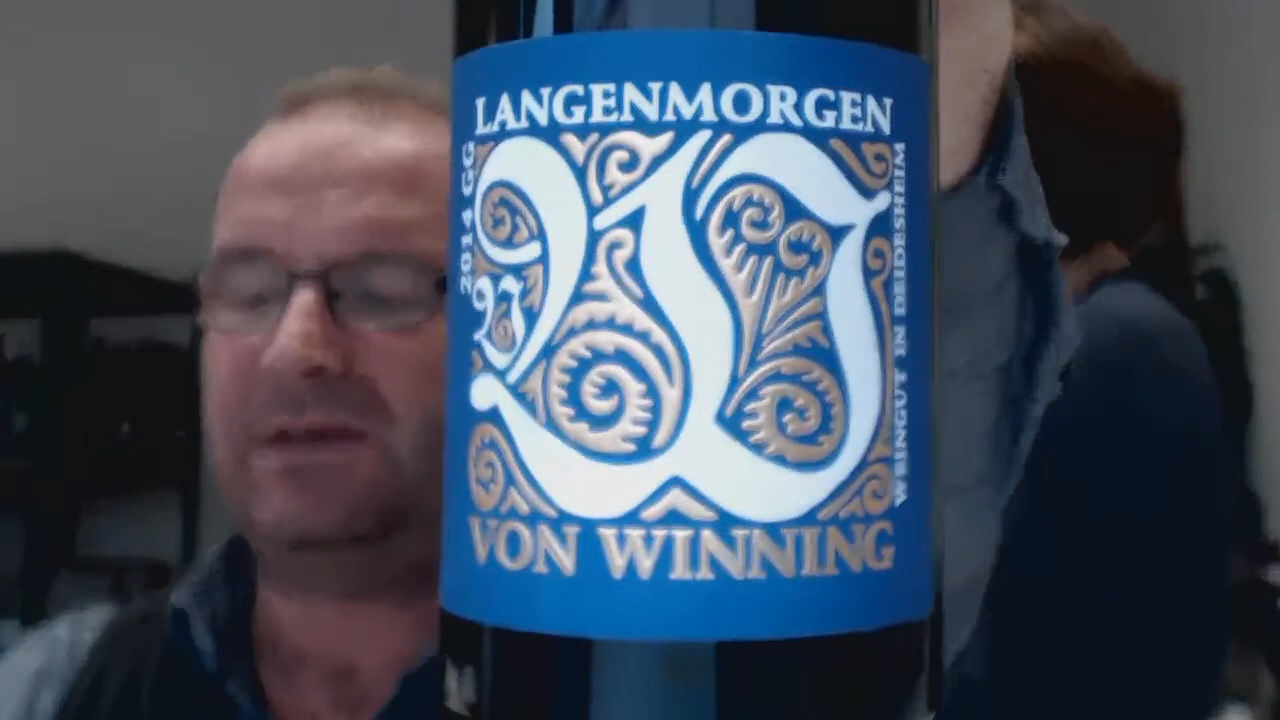 LANGENMORGEN
2014 GG
W
W
WEINGUT IN DEIDESHEIM
VON WINNING